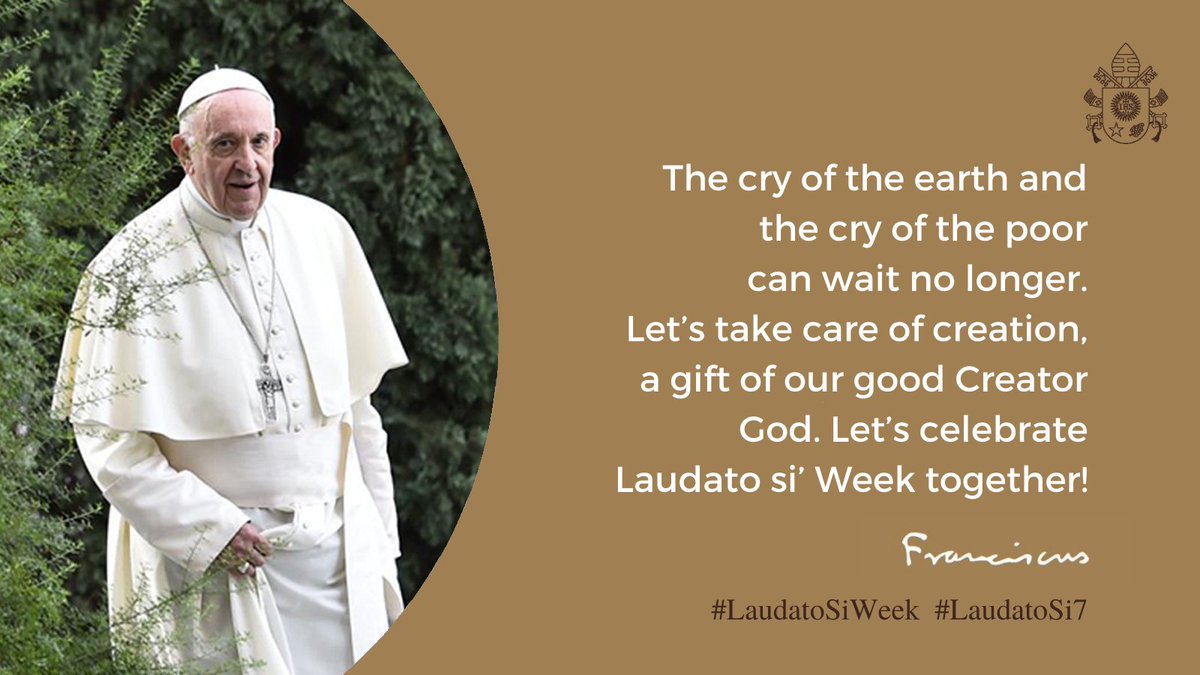 The cry of the earth and
the cry of the poor
can wait no longer.
Let’s take care of creation,
a gift of our good Creator
God. Let’s celebrate
Laudato si’ Week together!
Franciscus
#LaudatoSiWeek #LaudatoSi7